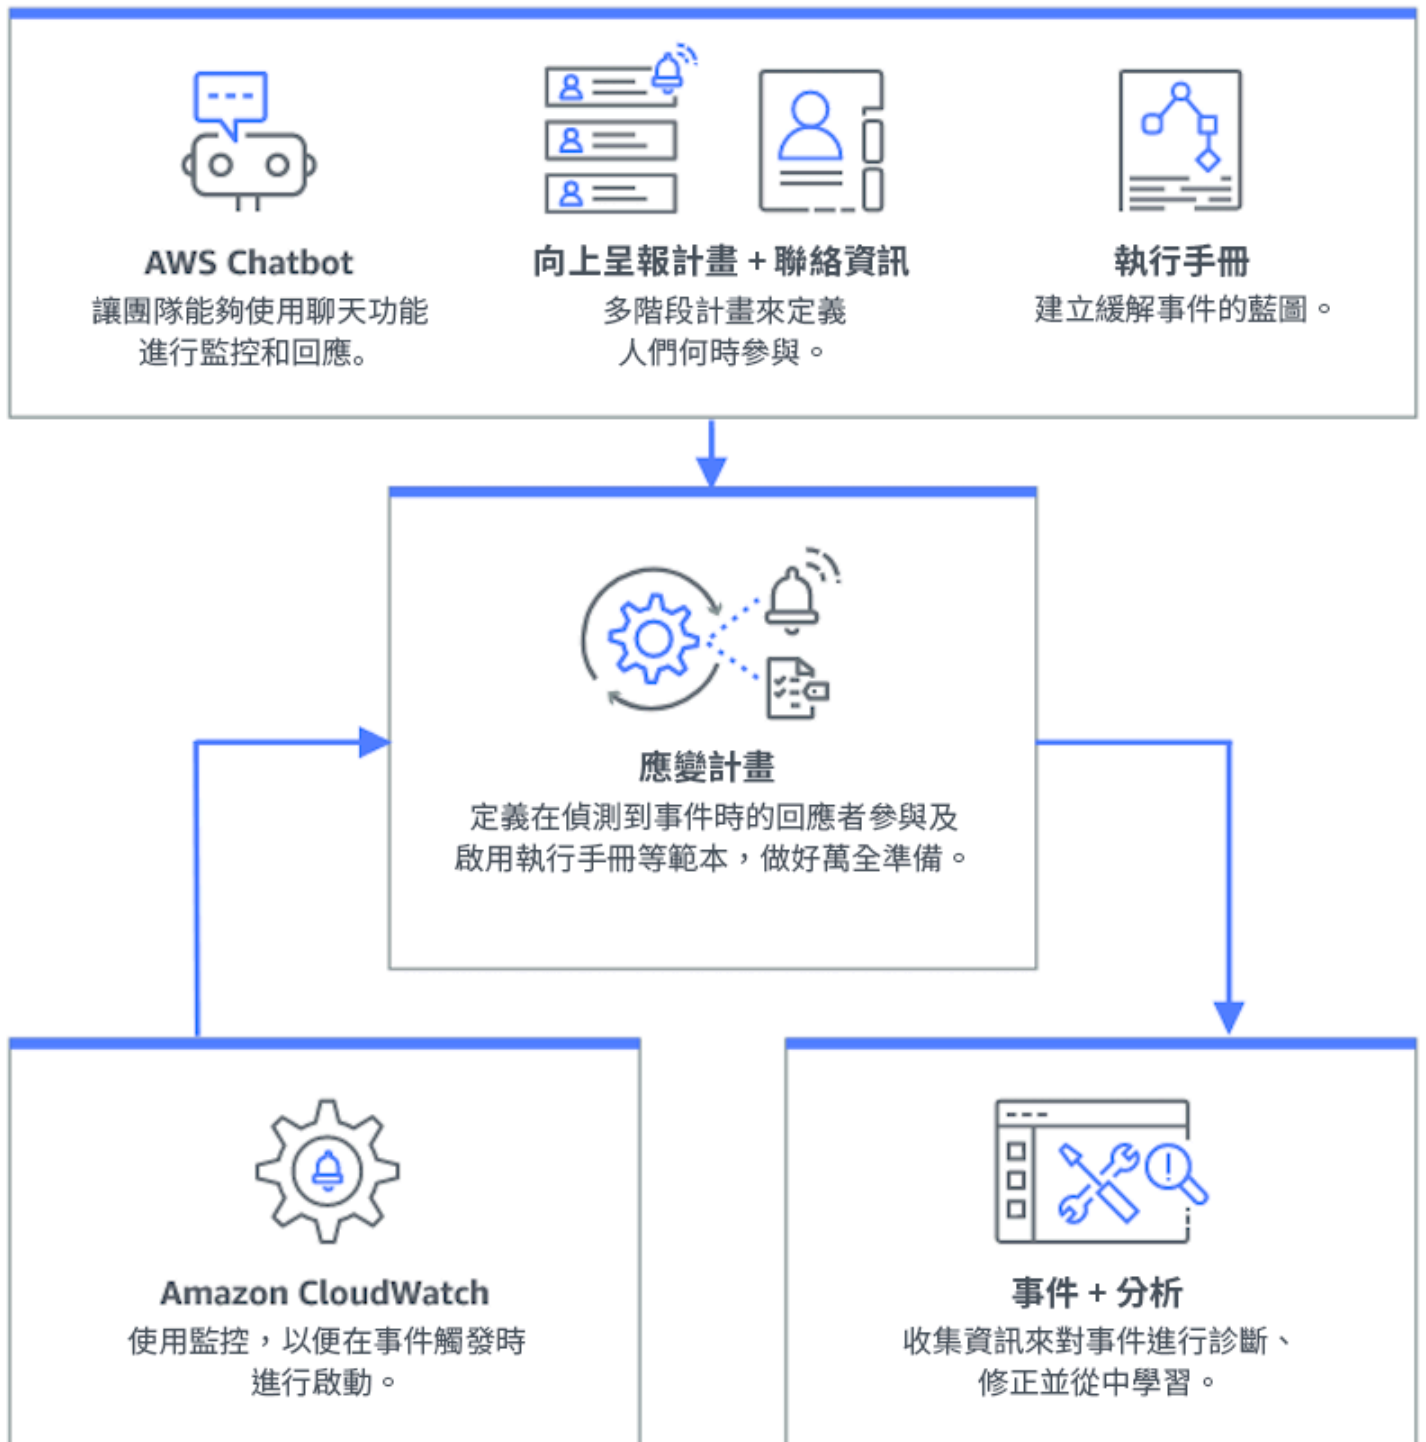 AWS Chatbot
讓團隊能夠使用聊天功能
進行監控和回應。
向上呈報計畫 + 聯絡資訊
多階段計畫來定義
人們何時參與。
執行手冊
建立緩解事件的藍圖。
應變計畫
定義在偵測到事件時的回應者參與及
啟用執行手冊等範本，做好萬全準備。
Amazon CloudWatch
使用監控，以便在事件觸發時
進行啟動。
事件 + 分析
收集資訊來對事件進行診斷、
修正並從中學習。